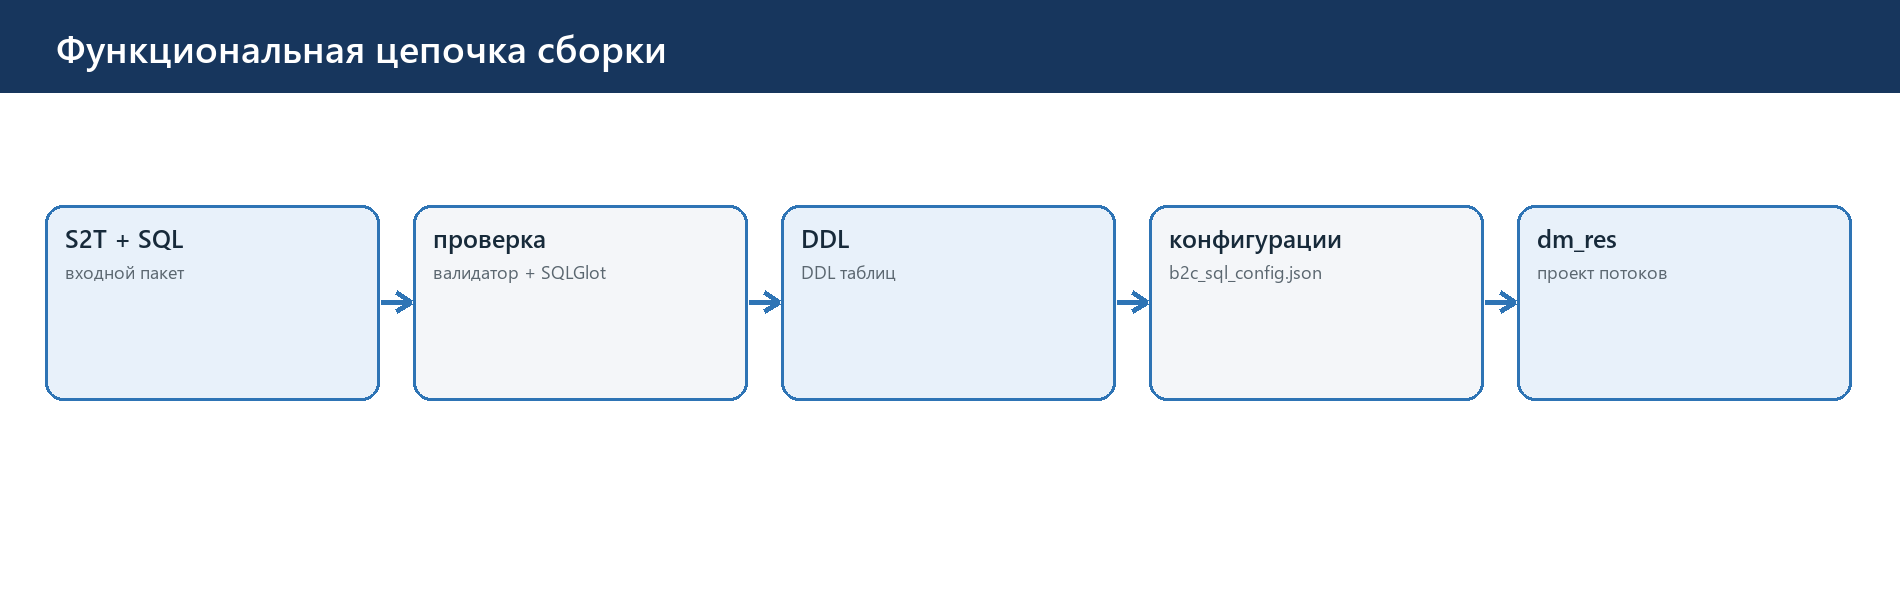 Функциональная цепочка сборки
S2T + SQL
входной пакет
проверка
валидатор + SQLGlot
DDL
DDL таблиц
конфигурации
b2c_sql_config.json
dm_res
проект потоков